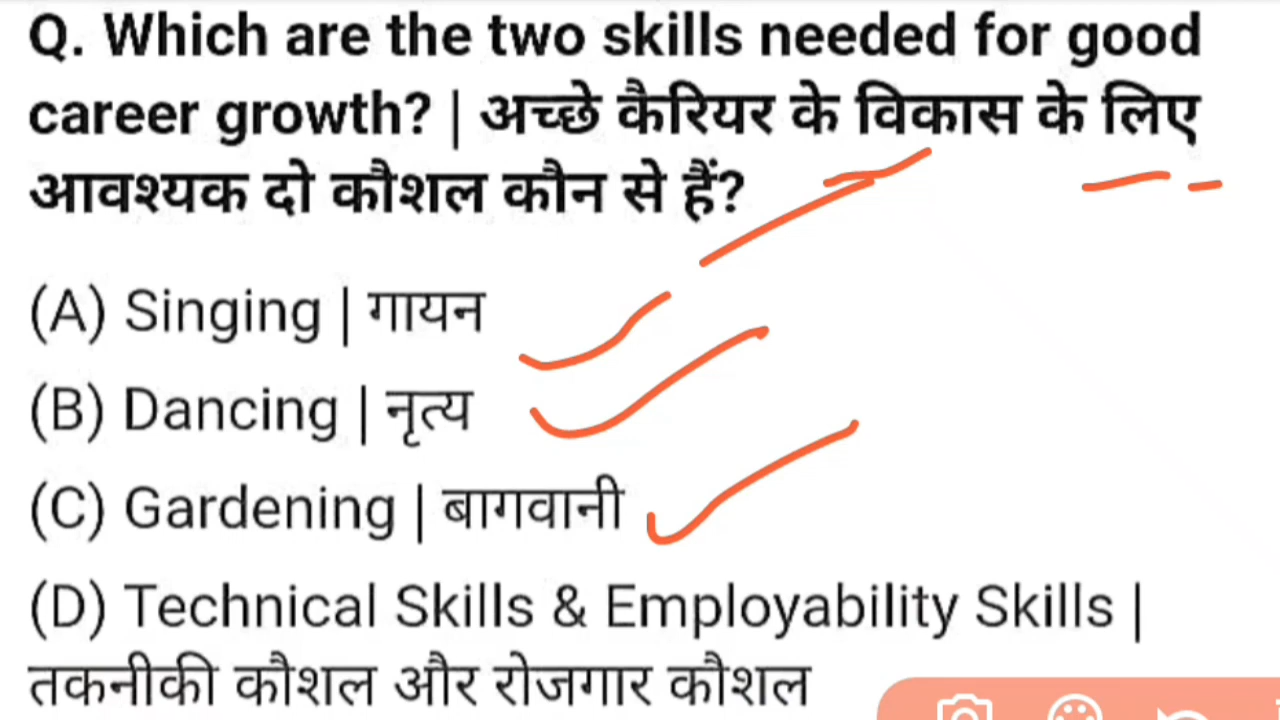 Q. Which are the two skills needed for good
career growth? | अच्छे कैरियर के विकास के लिए
आवश्यक दो कौशल कौन से हैं?
(A) Singing | गायन
(B) Dancing | नृत्य
(C) Gardening | बागवानी
(D) Technical Skills & Employability Skills |
तकनीकी कौशल और रोजगार कौशल